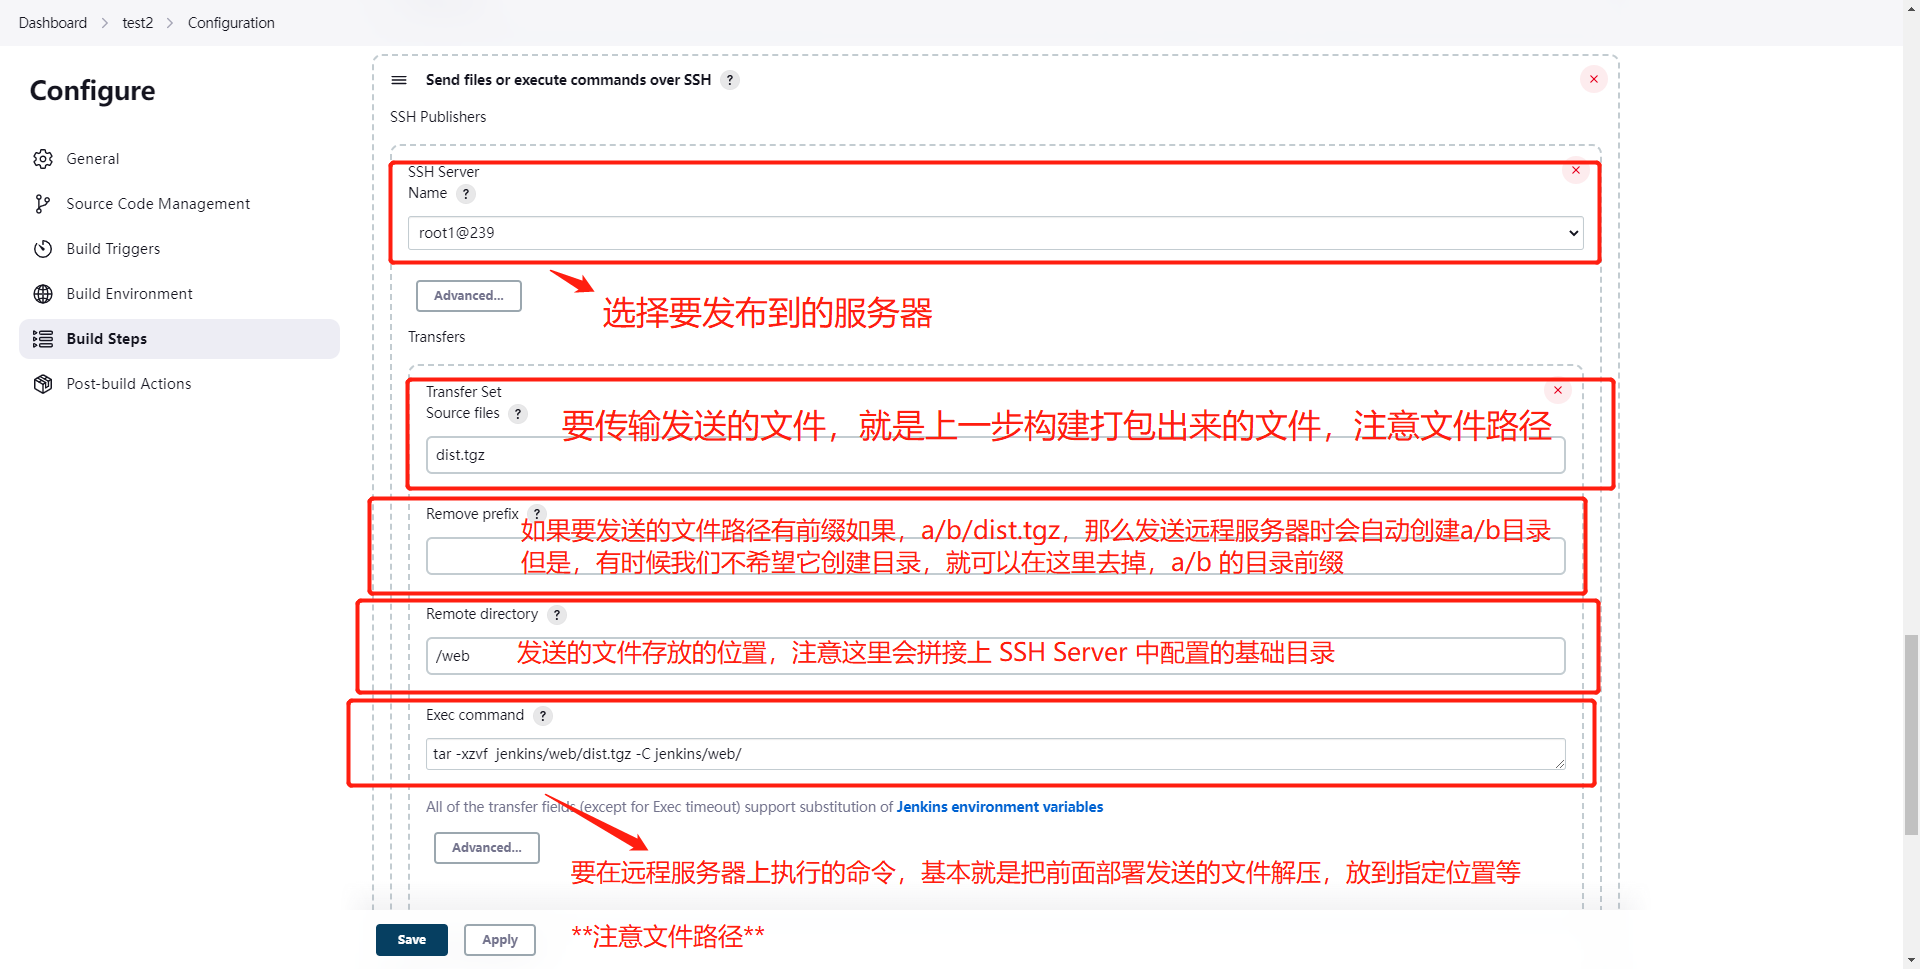 Dashboard > test2 > Configuration
Configure
General
Source Code Management
Build Triggers
Build Environment
Build Steps
Post-build Actions
Send files or execute commands over SSH ?
SSH Publishers
SSH Server
Name ?
root1@239
Advanced...
选择要发布到的服务器
Transfers
Transfer Set
Source files ?
要传输发送的文件，就是上一步构建打包出来的文件，注意文件路径
dist.tgz
Remove prefix ?
如果要发送的文件路径有前缀如果，a/b/dist.tgz，那么发送远程服务器时会自动创建a/b目录
但是，有时候我们不希望它创建目录，就可以在这里去掉，a/b 的目录前缀
Remote directory ?
/web
发送的文件存放的位置，注意这里会拼接上 SSH Server 中配置的基础目录
Exec command ?
tar -xzvf  jenkins/web/dist.tgz -C jenkins/web/
All of the transfer fields (except for Exec timeout) support substitution of Jenkins environment variables
Advanced...
要在远程服务器上执行的命令，基本就是把前面部署发送的文件解压，放到指定位置等
Save
Apply
**注意文件路径**